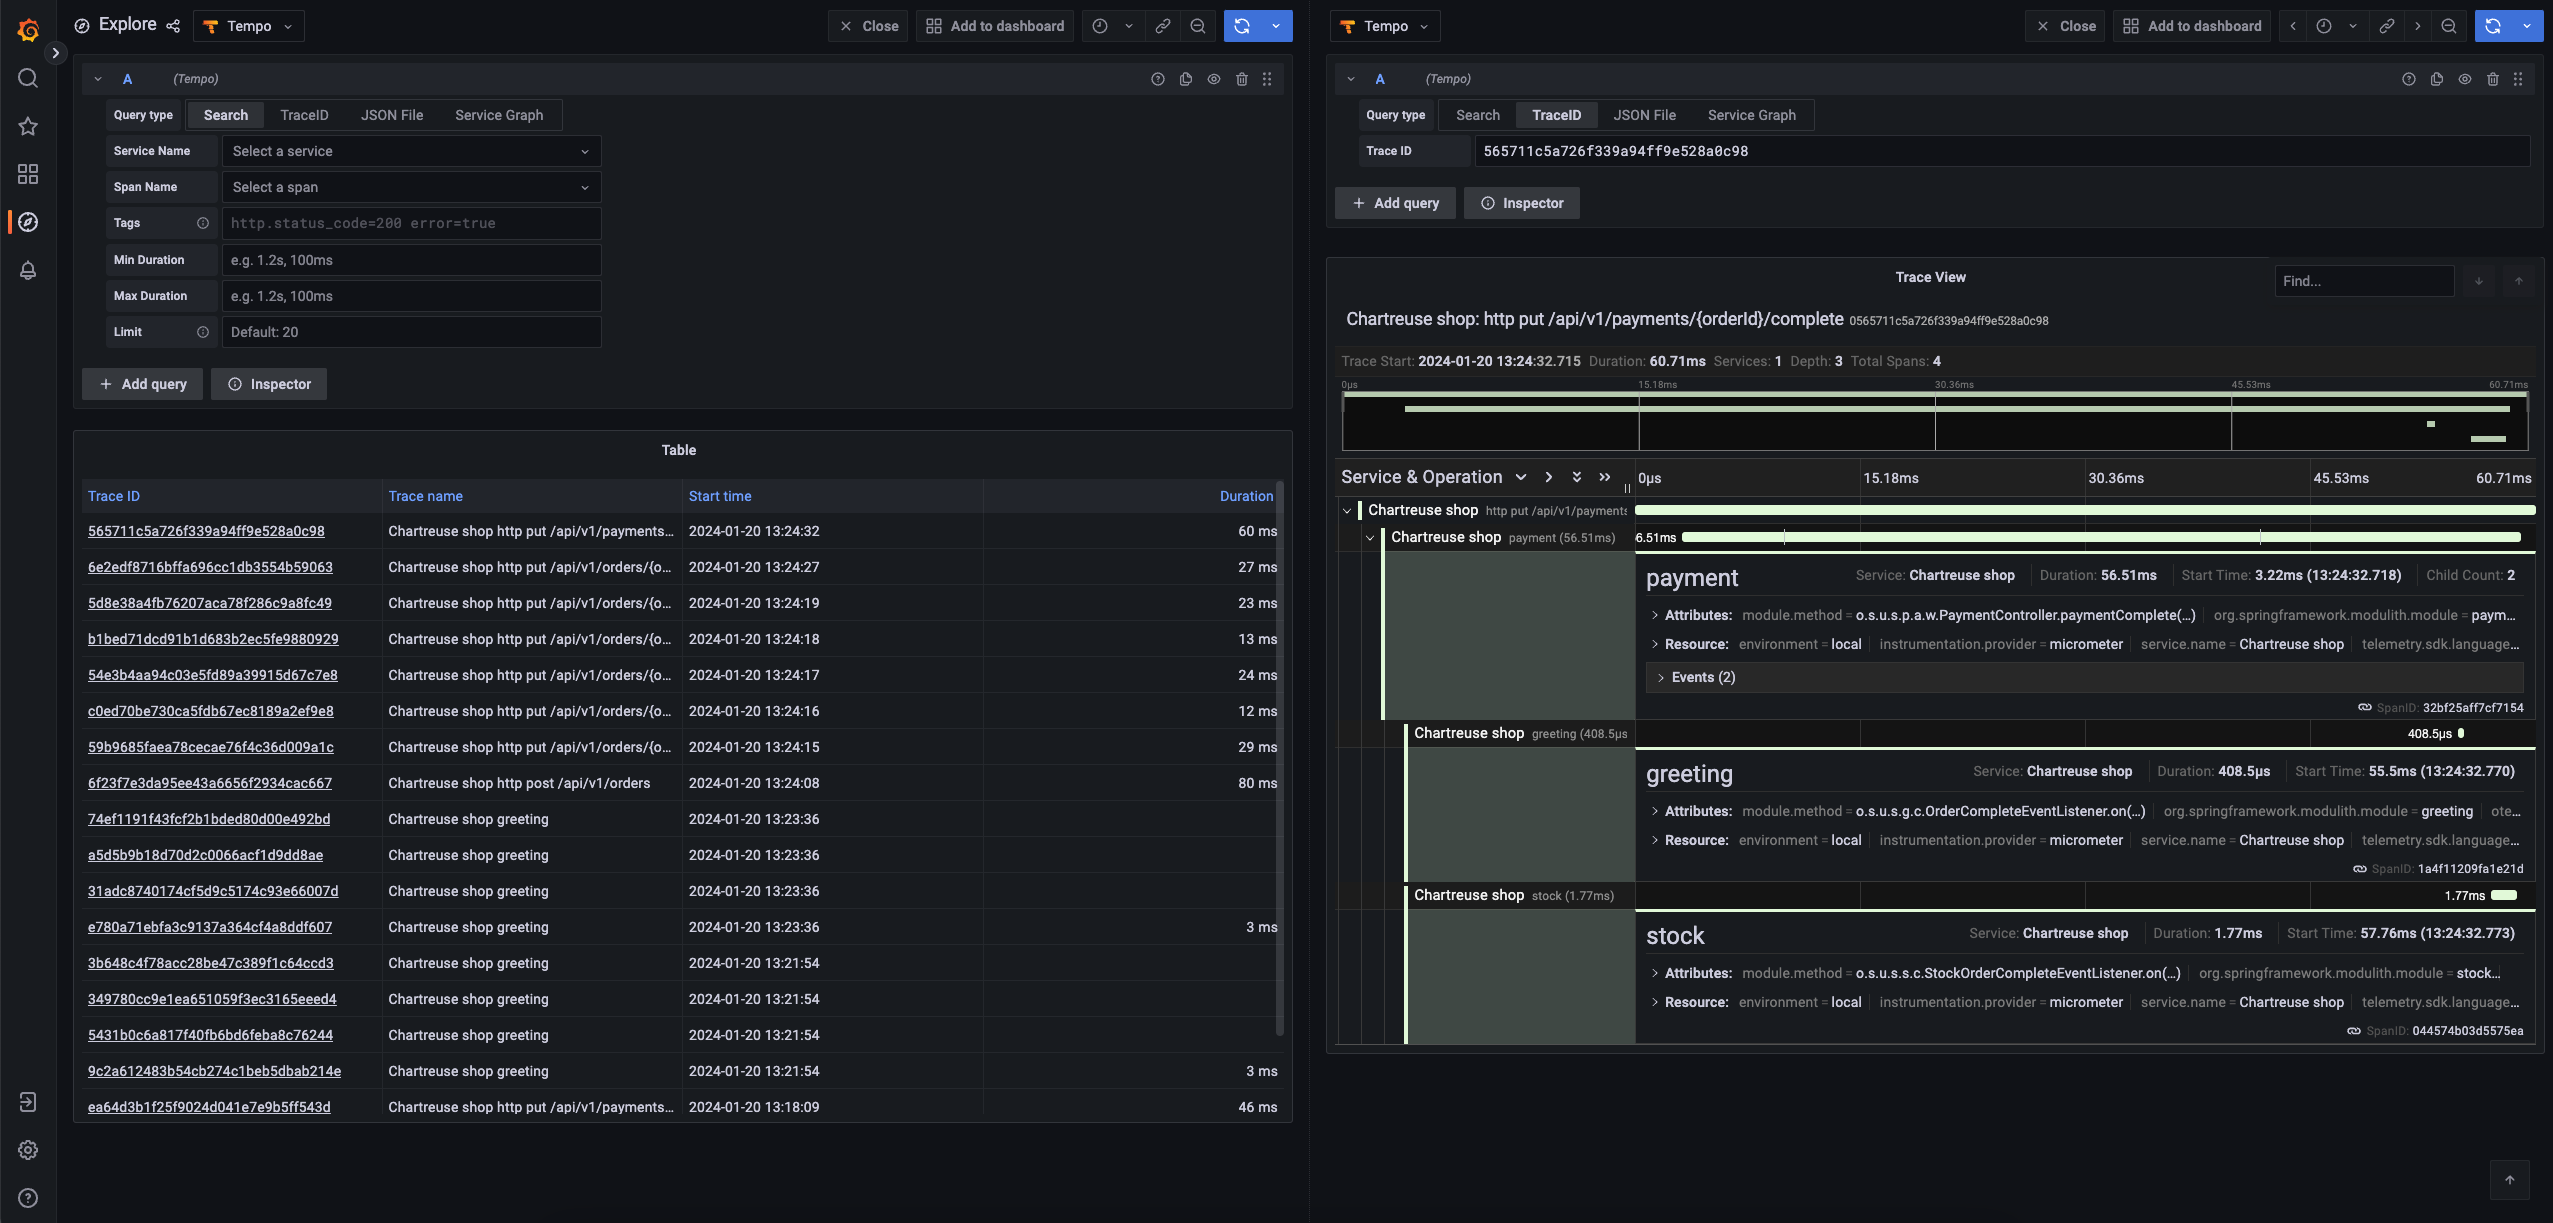 Explore
Tempo
Close
Add to dashboard
A
(Tempo)
Query type
Search
TraceID
JSON File
Service Graph
Service Name
Select a service
Span Name
Select a span
Tags
http.status_code=200 error=true
Min Duration
e.g. 1.2s, 100ms
Max Duration
e.g. 1.2s, 100ms
Limit
Default: 20
Add query
Inspector
Table
Trace ID Trace name Start time Duration
565711c5a726f339a94ff9e528a0c98 Chartreuse shop http put /api/v1/payments... 2024-01-20 13:24:32 60 ms
6e2edf8716bffa696cc1db3554b59063 Chartreuse shop http put /api/v1/orders/{o... 2024-01-20 13:24:27 27 ms
5d8e38a4fb76207aca78f286c9a8fc49 Chartreuse shop http put /api/v1/orders/{o... 2024-01-20 13:24:19 23 ms
b1bed71dcd91b1d683b2ec5fe9880929 Chartreuse shop http put /api/v1/orders/{o... 2024-01-20 13:24:18 13 ms
54e3b4aa94c03e5fd89a39915d67c7e8 Chartreuse shop http put /api/v1/orders/{o... 2024-01-20 13:24:17 24 ms
c0ed70be730ca5fdb67ec8189a2ef9e8 Chartreuse shop http put /api/v1/orders/{o... 2024-01-20 13:24:16 12 ms
59b9685faea78cecae76f4c36d009a1c Chartreuse shop http put /api/v1/orders/{o... 2024-01-20 13:24:15 29 ms
6f23f7e3da95ee43a6656f2934cac667 Chartreuse shop http post /api/v1/orders 2024-01-20 13:24:08 80 ms
74ef1191f43fcf2b1bded80d00e492bd Chartreuse shop greeting 2024-01-20 13:23:36
a5d5b9b18d70d2c0066acf1d9dd8ae Chartreuse shop greeting 2024-01-20 13:23:36
31adc8740174cf5d9c5174c93e66007d Chartreuse shop greeting 2024-01-20 13:23:36
e780a71ebfa3c9137a364cf4a8ddf607 Chartreuse shop greeting 2024-01-20 13:23:36 3 ms
3b648c4f78acc28be47c389f1c64ccd3 Chartreuse shop greeting 2024-01-20 13:21:54
349780cc9e1ea651059f3ec3165eeed4 Chartreuse shop greeting 2024-01-20 13:21:54
5431b0c6a817f40fb6bd6feba8c76244 Chartreuse shop greeting 2024-01-20 13:21:54
9c2a612483b54cb274c1beb5dbab214e Chartreuse shop greeting 2024-01-20 13:21:54 3 ms
ea64d3b1f25f9024d041e7e9b5ff543d Chartreuse shop http put /api/v1/payments... 2024-01-20 13:18:09 46 ms
Tempo
Close
Add to dashboard
A
(Tempo)
Query type
Search
TraceID
JSON File
Service Graph
Trace ID
565711c5a726f339a94ff9e528a0c98
Add query
Inspector
Trace View
Find...
Chartreuse shop: http put /api/v1/payments/{orderId}/complete 0565711c5a726f339a94ff9e528a0c98
Trace Start: 2024-01-20 13:24:32.715 Duration: 60.71ms Services: 1 Depth: 3 Total Spans: 4
0μs 15.18ms 30.36ms 45.53ms 60.71ms
Service & Operation 0μs 15.18ms 30.36ms 45.53ms 60.71ms
Chartreuse shop http put /api/v1/payments
Chartreuse shop payment (56.51ms) 6.51ms
payment Service: Chartreuse shop Duration: 56.51ms Start Time: 3.22ms (13:24:32.718) Child Count: 2
Attributes: module.method = o.s.u.s.p.a.w.PaymentController.paymentComplete(...) org.springframework.modulith.module = paym...
Resource: environment = local instrumentation.provider = micrometer service.name = Chartreuse shop telemetry.sdk.language...
Events (2)
SpanID: 32bf25aff7cf7154
Chartreuse shop greeting (408.5μs 408.5μs
greeting Service: Chartreuse shop Duration: 408.5μs Start Time: 55.5ms (13:24:32.770)
Attributes: module.method = o.s.u.s.g.c.OrderCompleteEventListener.on(...) org.springframework.modulith.module = greeting ote...
Resource: environment = local instrumentation.provider = micrometer service.name = Chartreuse shop telemetry.sdk.language...
SpanID: 1a4f11209fa1e21d
Chartreuse shop stock (1.77ms) 1.77ms
stock Service: Chartreuse shop Duration: 1.77ms Start Time: 57.76ms (13:24:32.773)
Attributes: module.method = o.s.u.s.s.c.StockOrderCompleteEventListener.on(...) org.springframework.modulith.module = stock...
Resource: environment = local instrumentation.provider = micrometer service.name = Chartreuse shop telemetry.sdk.language...
SpanID: 044574b03d5575ea